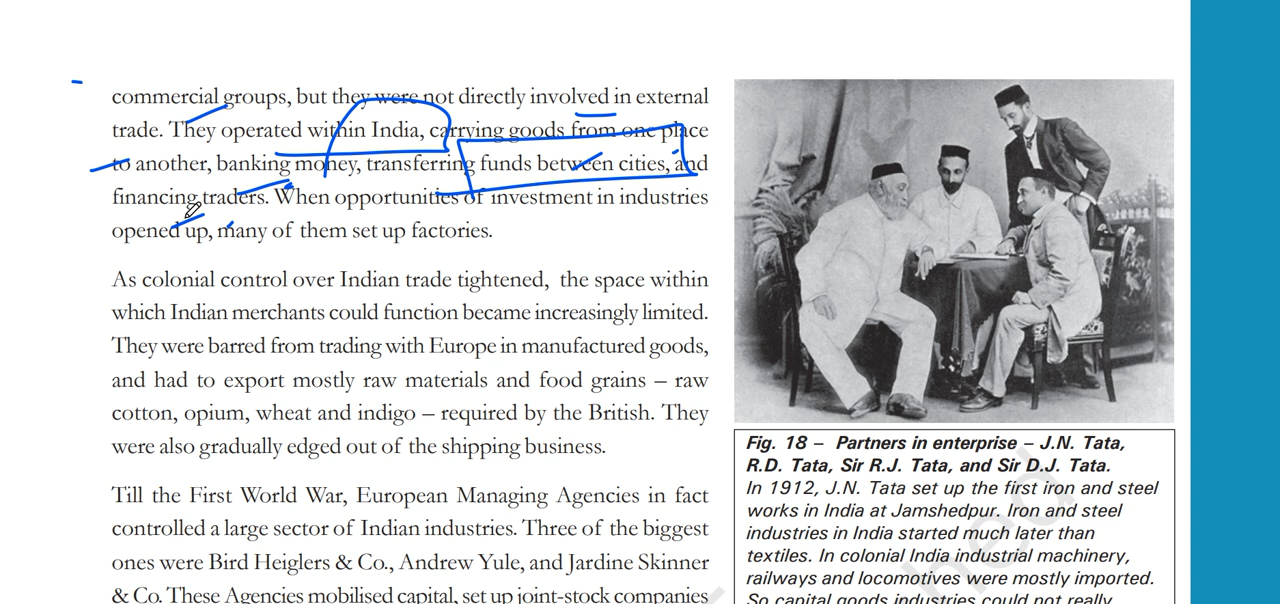 commercial groups, but they were not directly involved in external
trade. They operated within India, carrying goods from one place
to another, banking money, transferring funds between cities, and
financing traders. When opportunities of investment in industries
opened up, many of them set up factories.
As colonial control over Indian trade tightened, the space within
which Indian merchants could function became increasingly limited.
They were barred from trading with Europe in manufactured goods,
and had to export mostly raw materials and food grains – raw
cotton, opium, wheat and indigo – required by the British. They
were also gradually edged out of the shipping business.
Till the First World War, European Managing Agencies in fact
controlled a large sector of Indian industries. Three of the biggest
ones were Bird Heiglers & Co., Andrew Yule, and Jardine Skinner
& Co. These Agencies mobilised capital, set up joint-stock companies
Fig. 18 – Partners in enterprise – J.N. Tata,
R.D. Tata, Sir R.J. Tata, and Sir D.J. Tata.
In 1912, J.N. Tata set up the first iron and steel
works in India at Jamshedpur. Iron and steel
industries in India started much later than
textiles. In colonial India industrial machinery,
railways and locomotives were mostly imported.
So capital goods industries could not really